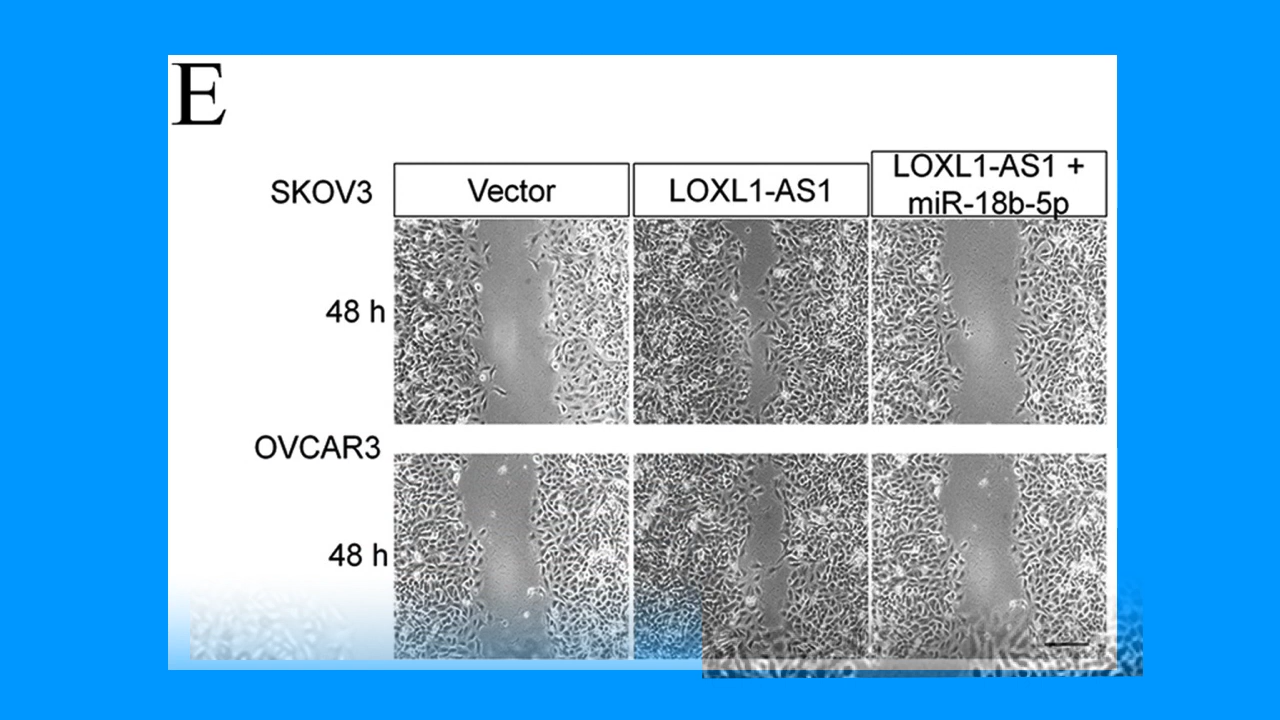 E
SKOV3
Vector
LOXL1-AS1
LOXL1-AS1 +
miR-18b-5p
48 h
OVCAR3
48 h